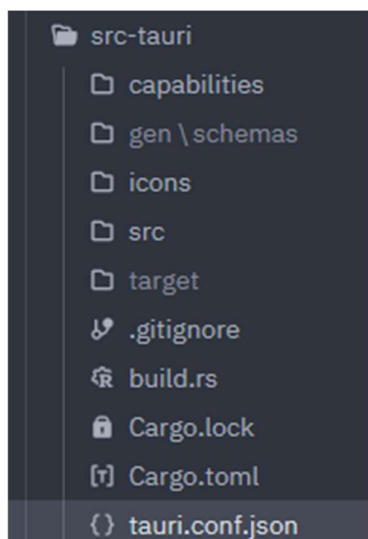 src-tauri
capabilities
gen \ schemas
icons
src
target
.gitignore
build.rs
Cargo.lock
Cargo.toml
tauri.conf.json